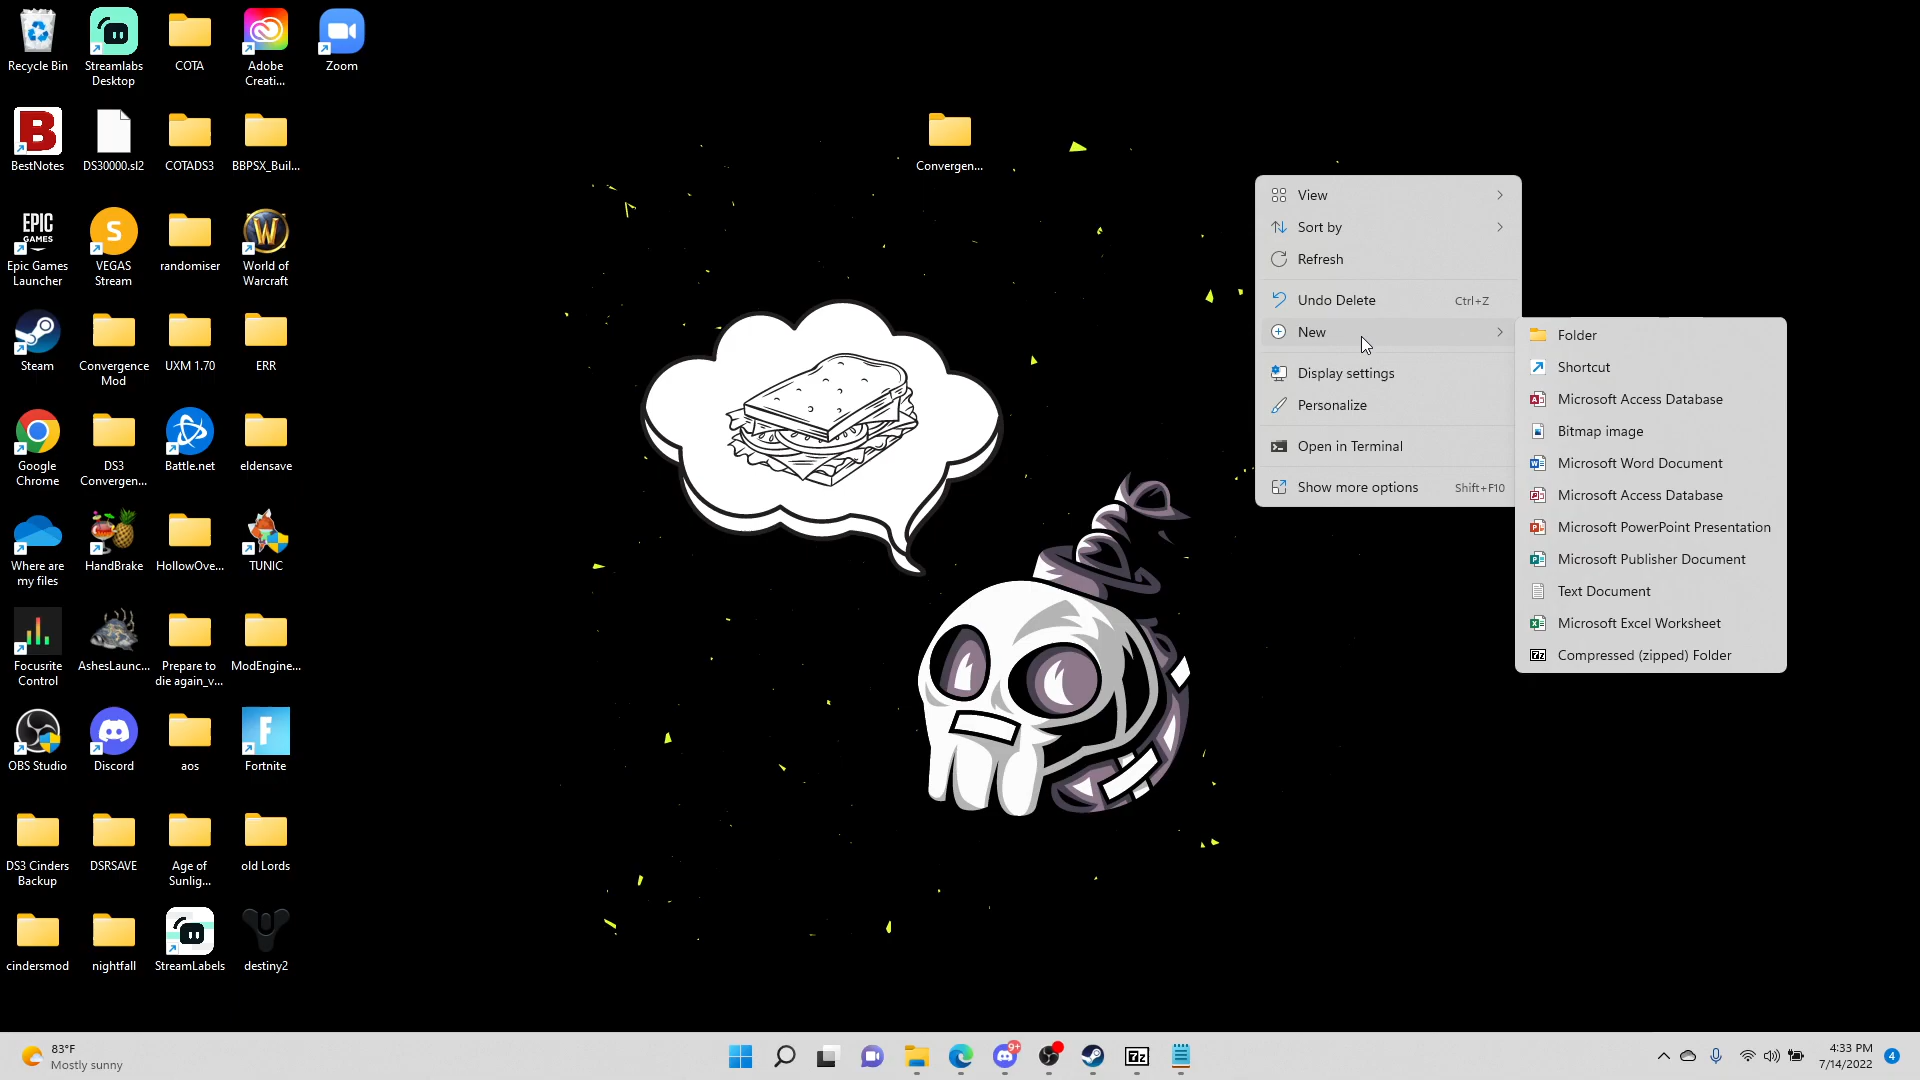 Recycle Bin
Streamlabs
Desktop
COTA
Adobe
Creati...
Zoom
B
BestNotes
DS30000.sl2
COTADS3
BBPSX_Buil...
Convergen...
EPIC
GAMES
Epic Games
Launcher
S
VEGAS
Stream
randomiser
W
World of
Warcraft
Steam
Convergence
Mod
UXM 1.70
ERR
Google
Chrome
DS3
Convergen...
Battle.net
eldensave
Where are
my files
HandBrake
HollowOve...
TUNIC
Focusrite
Control
AshesLaunc...
Prepare to
die again_v...
ModEngine...
OBS Studio
Discord
aos
F
Fortnite
DS3 Cinders
Backup
DSRSAVE
Age of
Sunlig...
old Lords
cindersmod
nightfall
StreamLabels
destiny2
View
Sort by
Refresh
Undo Delete Ctrl+Z
New
Display settings
Personalize
Open in Terminal
Show more options Shift+F10
Folder
Shortcut
Microsoft Access Database
Bitmap image
Microsoft Word Document
Microsoft Access Database
Microsoft PowerPoint Presentation
Microsoft Publisher Document
Text Document
Microsoft Excel Worksheet
7z Compressed (zipped) Folder
83°F
Mostly sunny
9+
7z
4:33 PM
7/14/2022
4